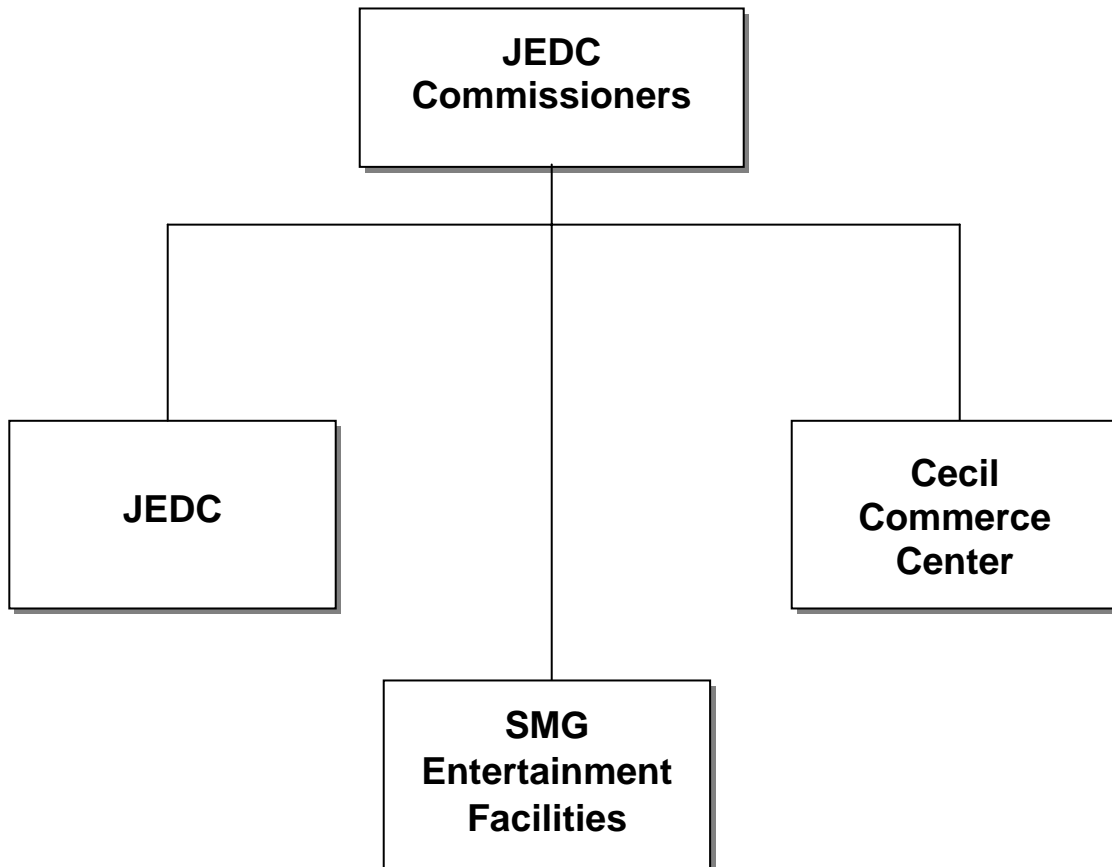 JEDC
Commissioners
JEDC
Cecil
Commerce
Center
SMG
Entertainment
Facilities